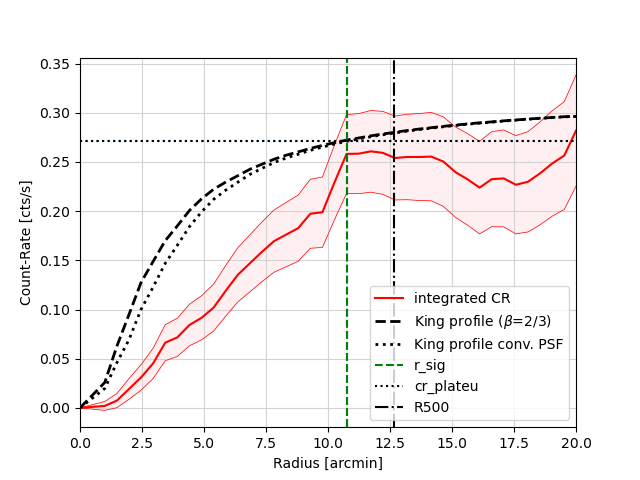 0.35
0.30
0.25
0.20
0.15
0.10
0.05
0.00
Count-Rate [cts/s]
integrated CR
King profile (β=2/3)
King profile conv. PSF
r_sig
cr_plateu
R500
0.0 2.5 5.0 7.5 10.0 12.5 15.0 17.5 20.0
Radius [arcmin]